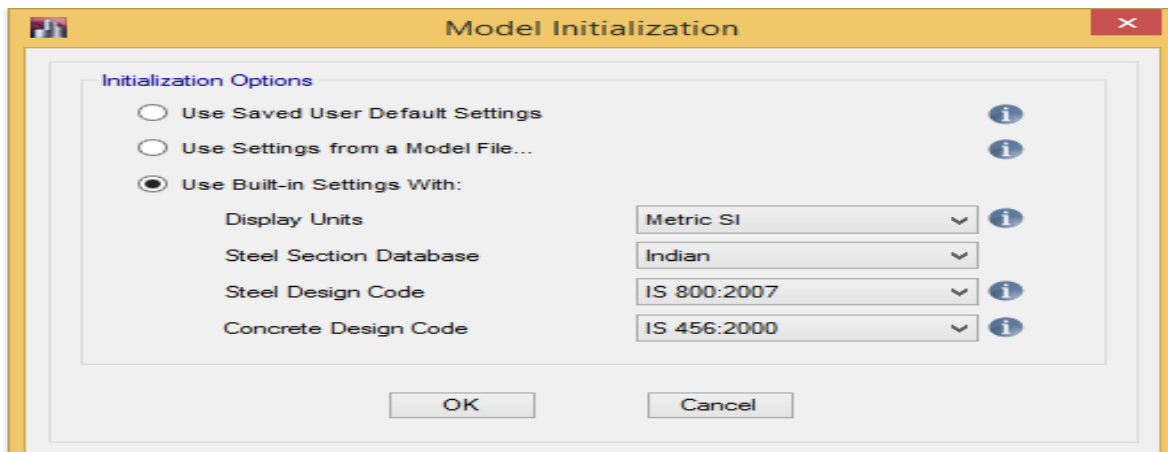 Model Initialization
Initialization Options
Use Saved User Default Settings
Use Settings from a Model File...
Use Built-in Settings With:
Display Units Metric SI
Steel Section Database Indian
Steel Design Code IS 800:2007
Concrete Design Code IS 456:2000
OK Cancel